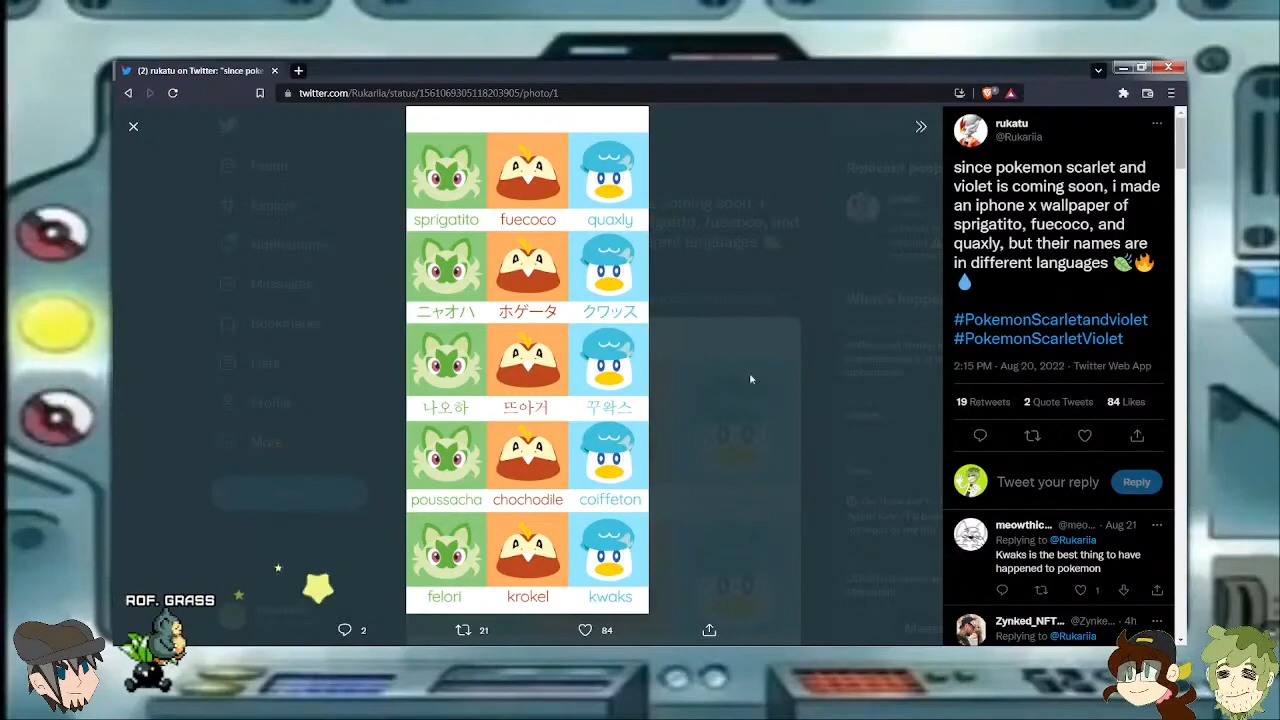 (2) rukatu on Twitter: "since poke
twitter.com/Rukariia/status/1561069305118203905/photo/1
sprigatito fuecoco quaxly
ニャオハ ホゲータ クワッス
나오하 뜨아거 꾸왁스
poussacha chochodile coiffeton
felori krokel kwaks
2 21 84
rukatu
@Rukariia
since pokemon scarlet and
violet is coming soon, i made
an iphone x wallpaper of
sprigatito, fuecoco, and
quaxly, but their names are
in different languages
#PokemonScarletandviolet
#PokemonScarletViolet
2:15 PM · Aug 20, 2022 · Twitter Web App
19 Retweets 2 Quote Tweets 84 Likes
Tweet your reply Reply
meowthic... @meo... · Aug 21
Replying to @Rukariia
Kwaks is the best thing to have
happened to pokemon
1
Zynked_NFT... @Zynke... · 4h
Replying to @Rukariia
ROF. GRASS